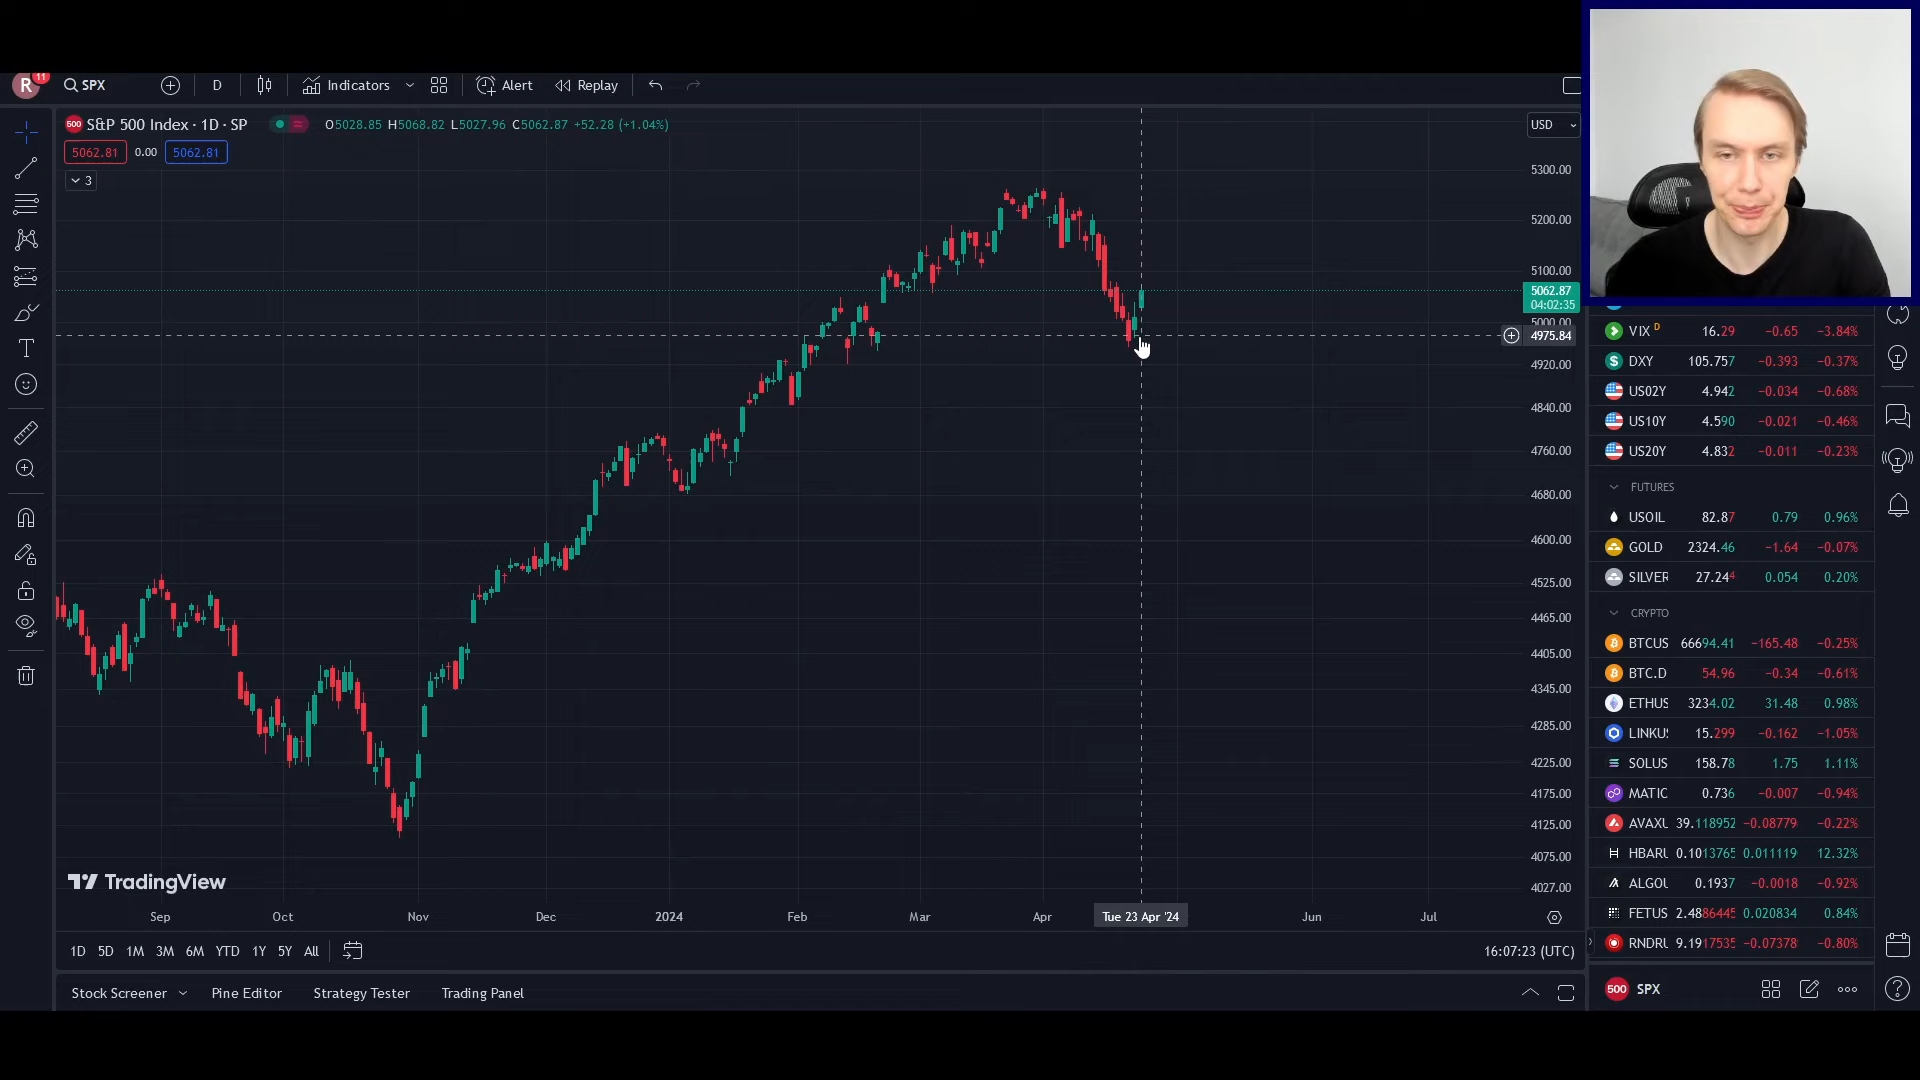 R 11 SPX D Indicators Alert Replay
500 S&P 500 Index · 1D · SP O5028.85 H5068.82 L5027.96 C5062.87 +52.28 (+1.04%) USD
5062.81 0.00 5062.81
3
5300.00
5200.00
5100.00
5062.87
04:02:35
5000.00
4975.84
4920.00
4840.00
4760.00
4680.00
4600.00
4525.00
4465.00
4405.00
4345.00
4285.00
4225.00
4175.00
4125.00
4075.00
4027.00
TradingView
Sep Oct Nov Dec 2024 Feb Mar Apr Tue 23 Apr '24 Jun Jul
1D 5D 1M 3M 6M YTD 1Y 5Y All 16:07:23 (UTC)
Stock Screener Pine Editor Strategy Tester Trading Panel
VIX D 16.29 −0.65 −3.84%
DXY 105.757 −0.393 −0.37%
US02Y 4.942 −0.034 −0.68%
US10Y 4.590 −0.021 −0.46%
US20Y 4.832 −0.011 −0.23%
FUTURES
USOIL 82.87 0.79 0.96%
GOLD 2324.46 −1.64 −0.07%
SILVER 27.244 0.054 0.20%
CRYPTO
BTCUS 66694.41 −165.48 −0.25%
BTC.D 54.96 −0.34 −0.61%
ETHUS 3234.02 31.48 0.98%
LINKU 15.299 −0.162 −1.05%
SOLUS 158.78 1.75 1.11%
MATIC 0.736 −0.007 −0.94%
AVAXU 39.118952 −0.08779 −0.22%
HBARU 0.1013765 0.011119 12.32%
ALGOU 0.1937 −0.0018 −0.92%
FETUS 2.4886445 0.020834 0.84%
RNDRU 9.1917535 −0.07378 −0.80%
500 SPX